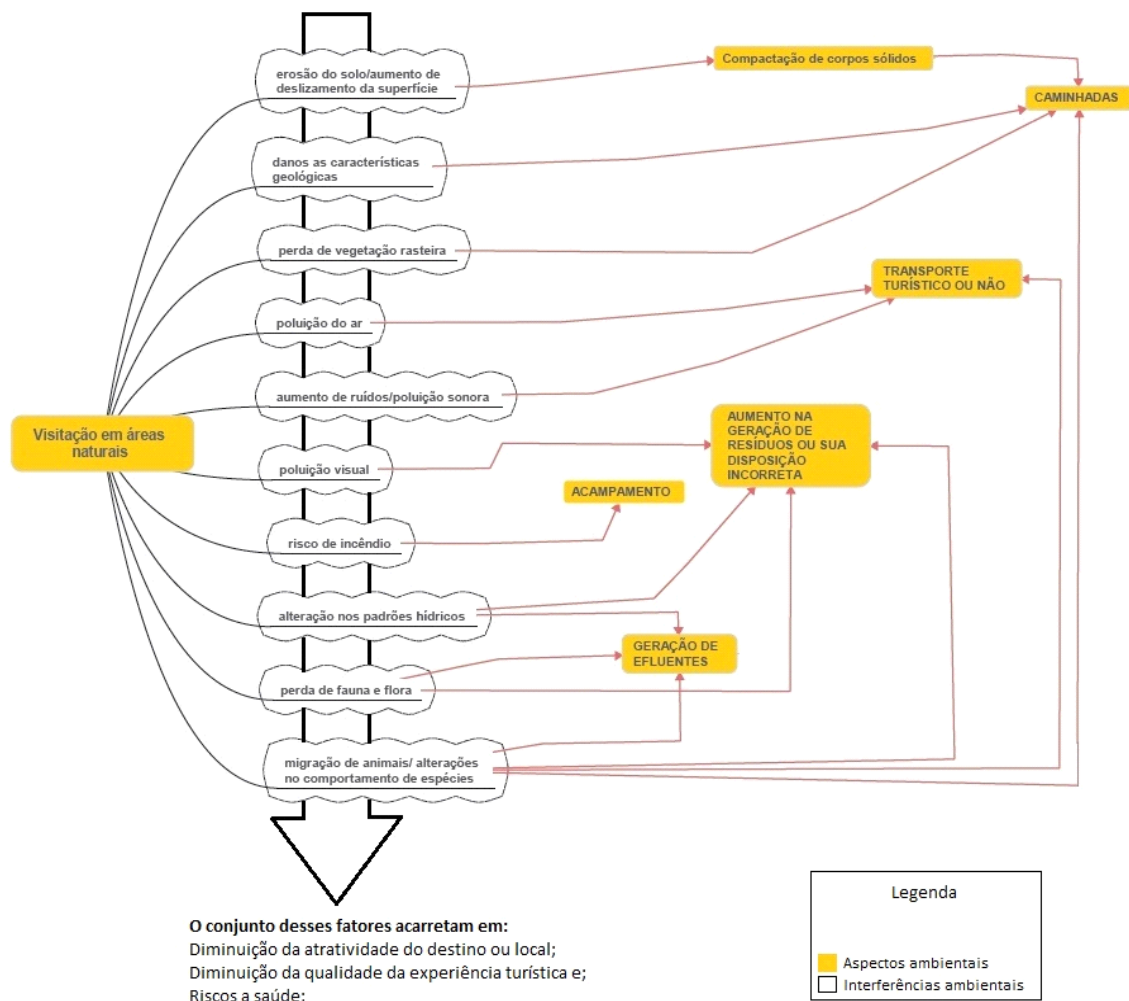 erosão do solo/aumento de
deslizamento da superfície
Compactação de corpos sólidos
CAMINHADAS
danos as características
geológicas
perda de vegetação rasteira
TRANSPORTE
TURÍSTICO OU NÃO
poluição do ar
aumento de ruídos/poluição sonora
Visitação em áreas
naturais
AUMENTO NA
GERAÇÃO DE
RESÍDUOS OU SUA
DISPOSIÇÃO
INCORRETA
poluição visual
ACAMPAMENTO
risco de incêndio
alteração nos padrões hídricos
GERAÇÃO DE
EFLUENTES
perda de fauna e flora
migração de animais/ alterações
no comportamento de espécies
O conjunto desses fatores acarretam em:
Diminuição da atratividade do destino ou local;
Diminuição da qualidade da experiência turística e;
Riscos a saúde;
Legenda
Aspectos ambientais
Interferências ambientais